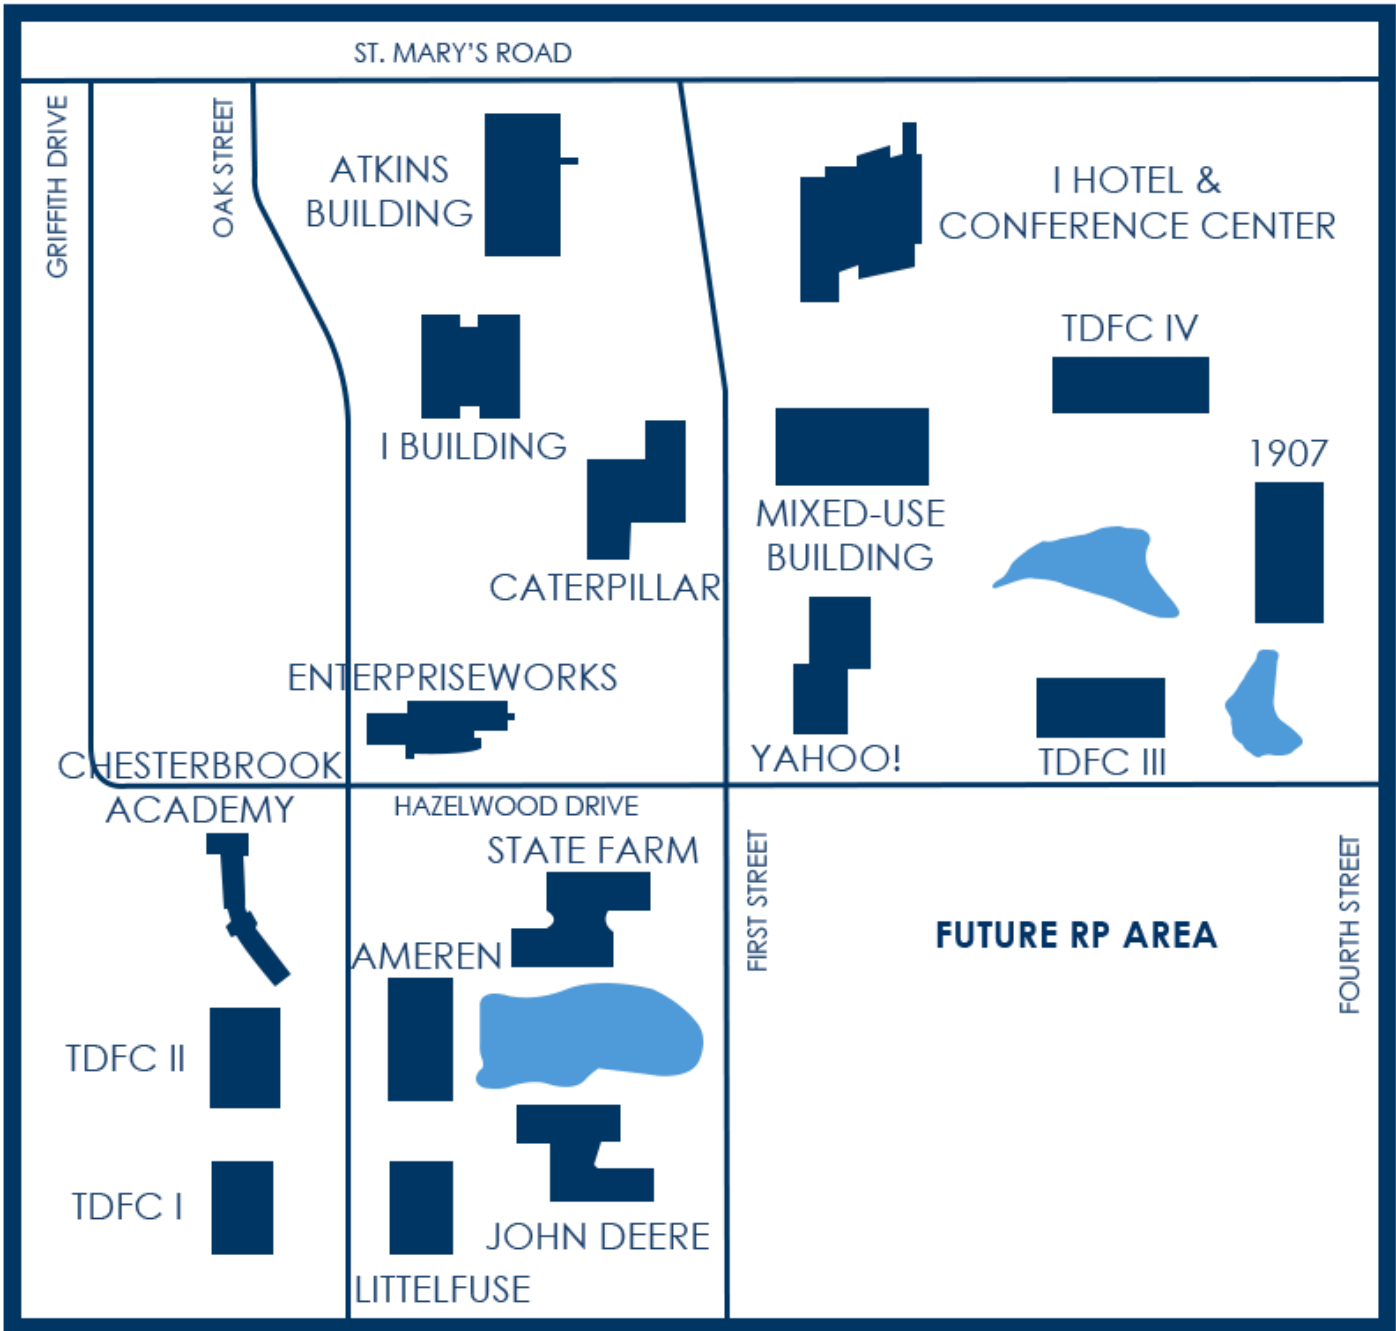 ST. MARY'S ROAD
GRIFFITH DRIVE
OAK STREET
ATKINS
BUILDING
I HOTEL &
CONFERENCE CENTER
TDFC IV
I BUILDING
1907
MIXED-USE
BUILDING
CATERPILLAR
ENTERPRISEWORKS
YAHOO!
TDFC III
CHESTERBROOK
ACADEMY
HAZELWOOD DRIVE
STATE FARM
FIRST STREET
FOURTH STREET
FUTURE RP AREA
AMEREN
TDFC II
TDFC I
JOHN DEERE
LITTELFUSE